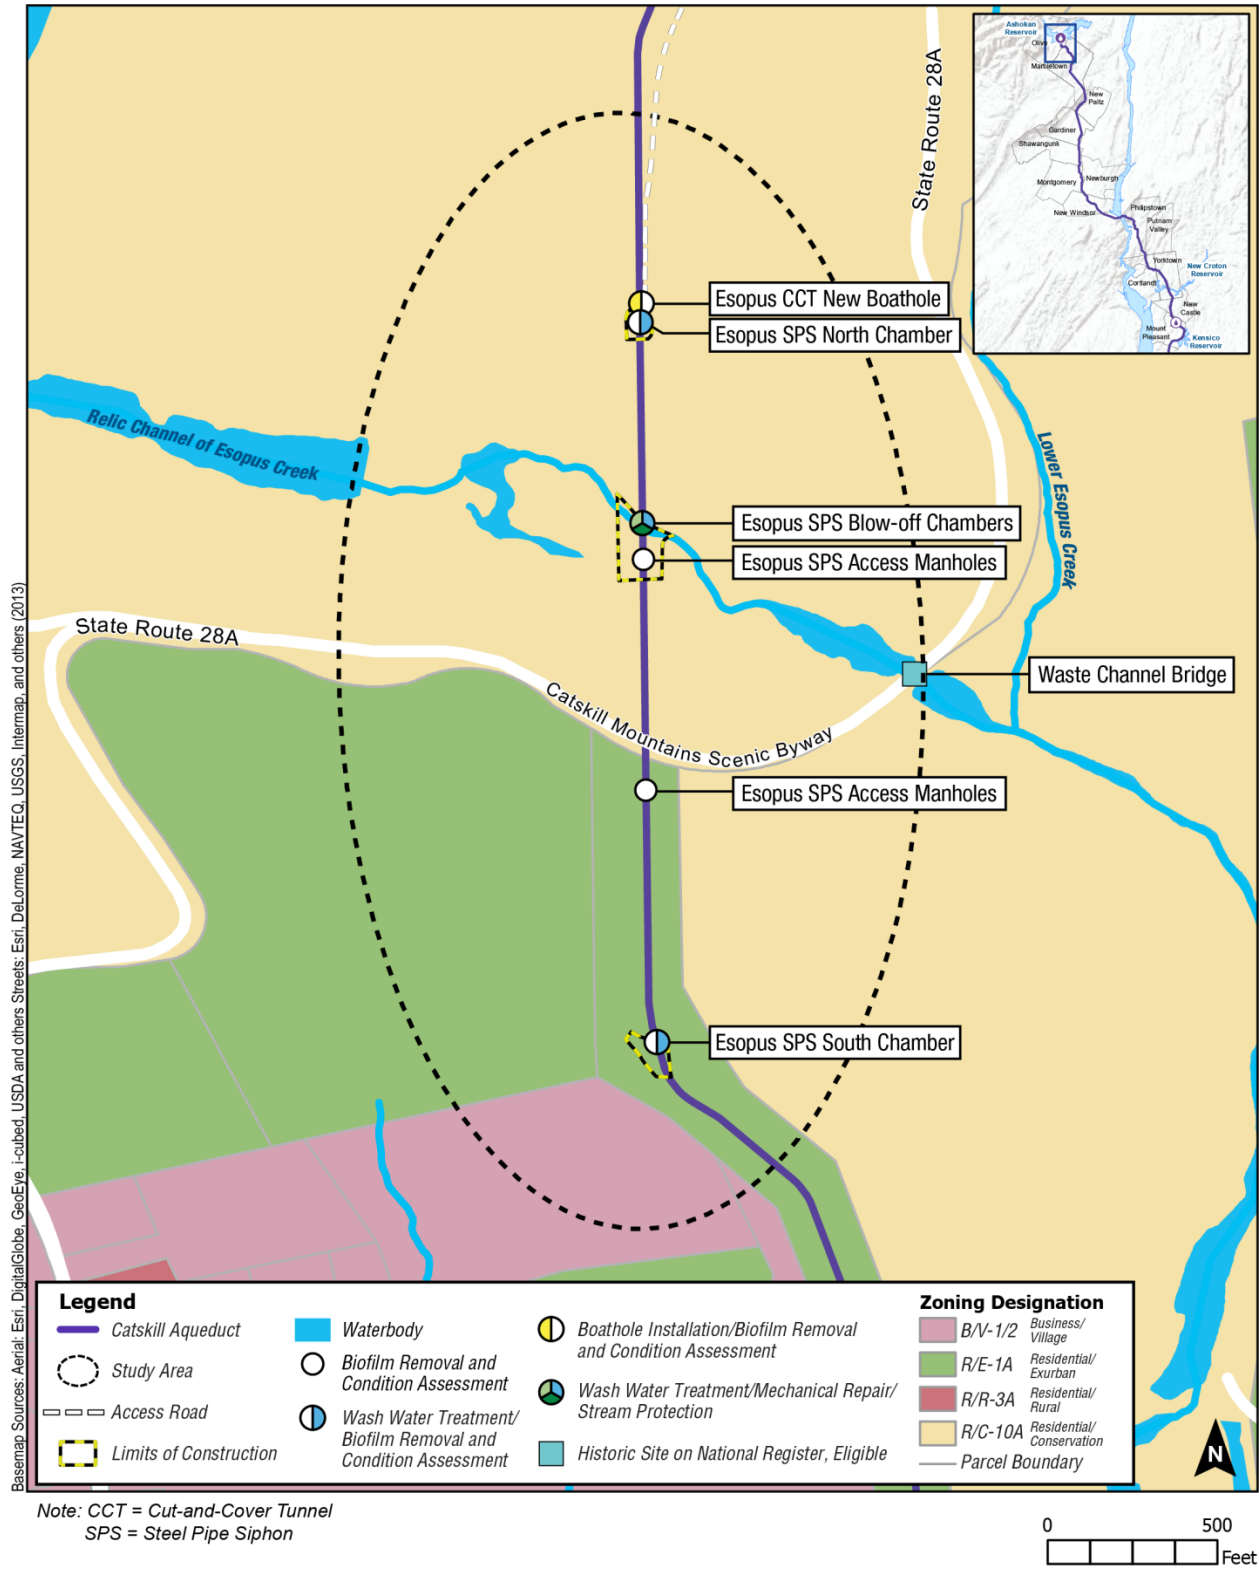 State Route 28A
Ashokan
Reservoir
Olive
Marbletown
New
Paltz
Gardiner
Shawangunk
Montgomery
Newburgh
New Windsor
Philipstown
Putnam
Valley
Yorktown
New Croton
Reservoir
Cortlandt
New
Castle
Mount
Pleasant
Kensico
Reservoir
Esopus CCT New Boathole
Esopus SPS North Chamber
Relic Channel of Esopus Creek
Lower Esopus Creek
Esopus SPS Blow-off Chambers
Esopus SPS Access Manholes
State Route 28A
Waste Channel Bridge
Catskill Mountains Scenic Byway
Esopus SPS Access Manholes
Esopus SPS South Chamber
Basemap Sources: Aerial: Esri, DigitalGlobe, GeoEye, i-cubed, USDA and others Streets: Esri, DeLorme, NAVTEQ, USGS, Intermap, and others (2013)
Legend
Catskill Aqueduct
Study Area
Access Road
Limits of Construction
Waterbody
Biofilm Removal and
Condition Assessment
Wash Water Treatment/
Biofilm Removal and
Condition Assessment
Boathole Installation/Biofilm Removal
and Condition Assessment
Wash Water Treatment/Mechanical Repair/
Stream Protection
Historic Site on National Register, Eligible
Zoning Designation
B/V-1/2 Business/
Village
R/E-1A Residential/
Exurban
R/R-3A Residential/
Rural
R/C-10A Residential/
Conservation
Parcel Boundary
N
Note: CCT = Cut-and-Cover Tunnel
SPS = Steel Pipe Siphon
0 500
Feet